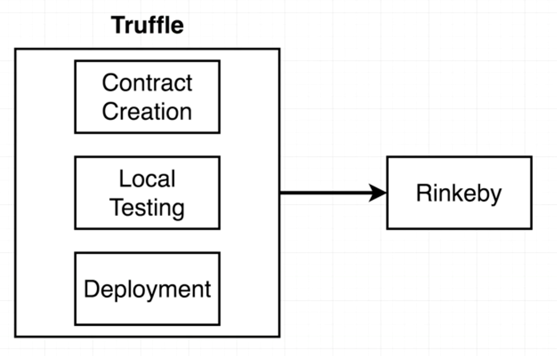 Truffle
Contract
Creation
Local
Testing
Rinkeby
Deployment